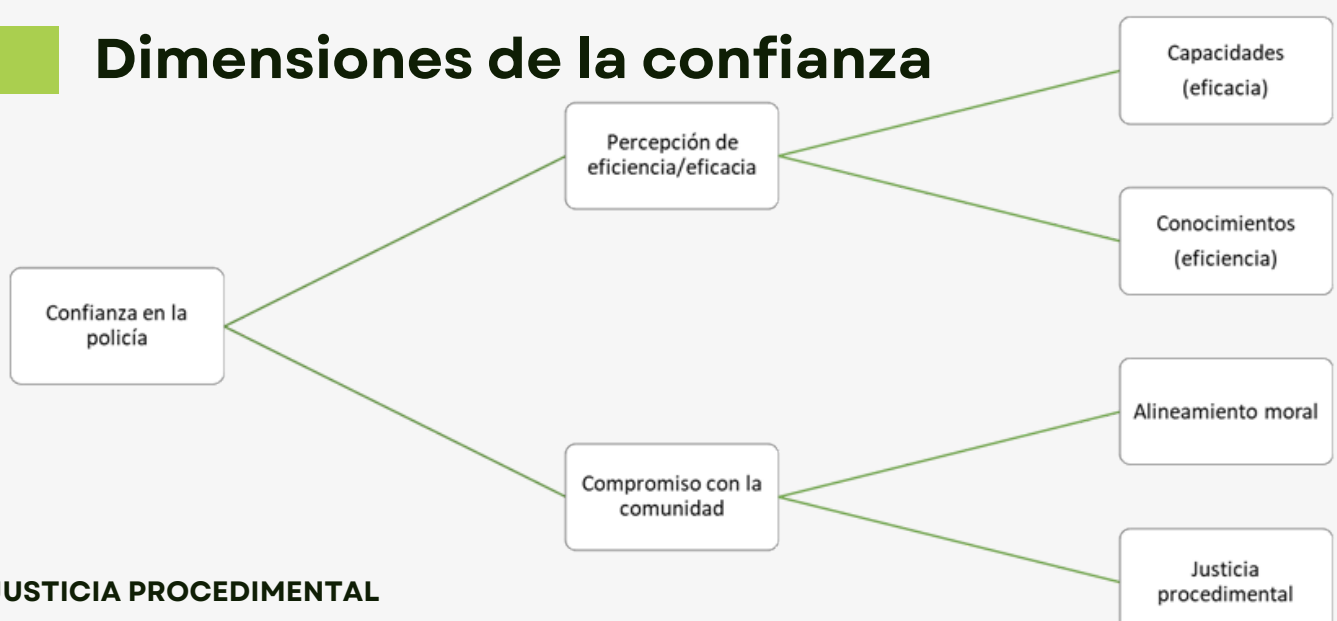 Dimensiones de la confianza
Capacidades
(eficacia)
Percepción de
eficiencia/eficacia
Conocimientos
(eficiencia)
Confianza en la
policía
Alineamiento moral
Compromiso con la
comunidad
Justicia
procedimental
JUSTICIA PROCEDIMENTAL